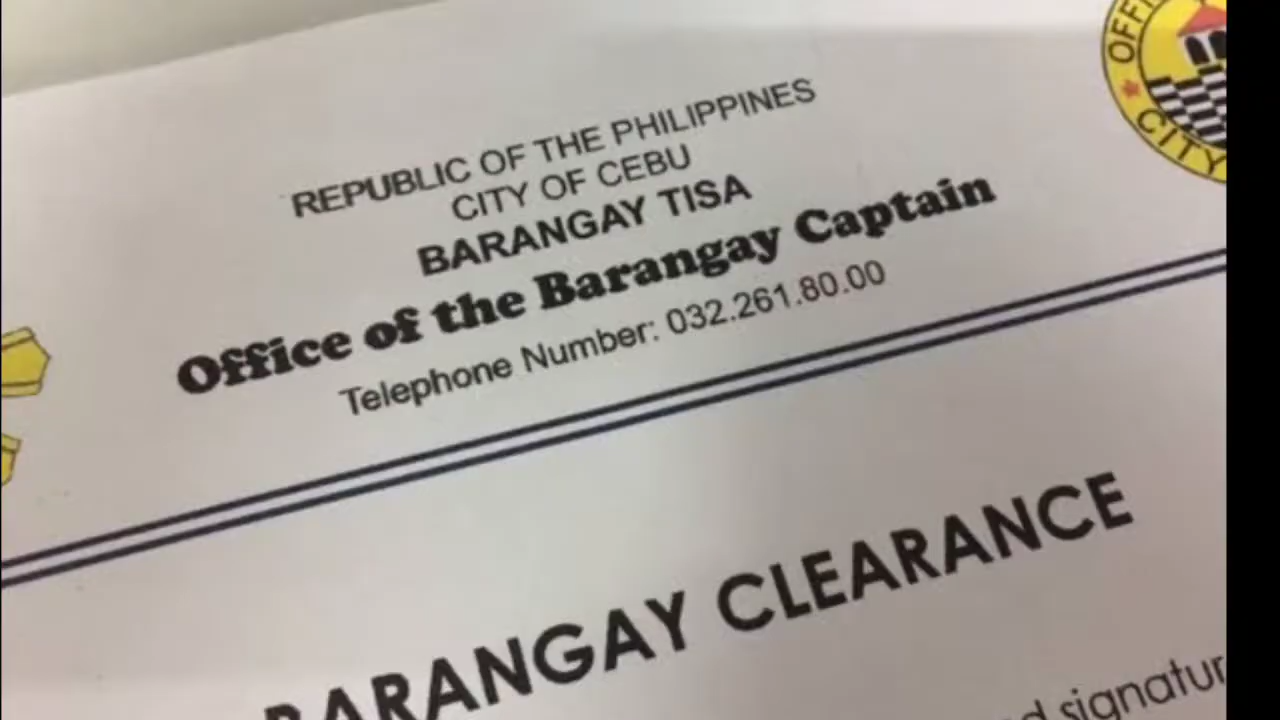 REPUBLIC OF THE PHILIPPINES
CITY OF CEBU
BARANGAY TISA
Office of the Barangay Captain
Telephone Number: 032.261.80.00
BARANGAY CLEARANCE
CITY